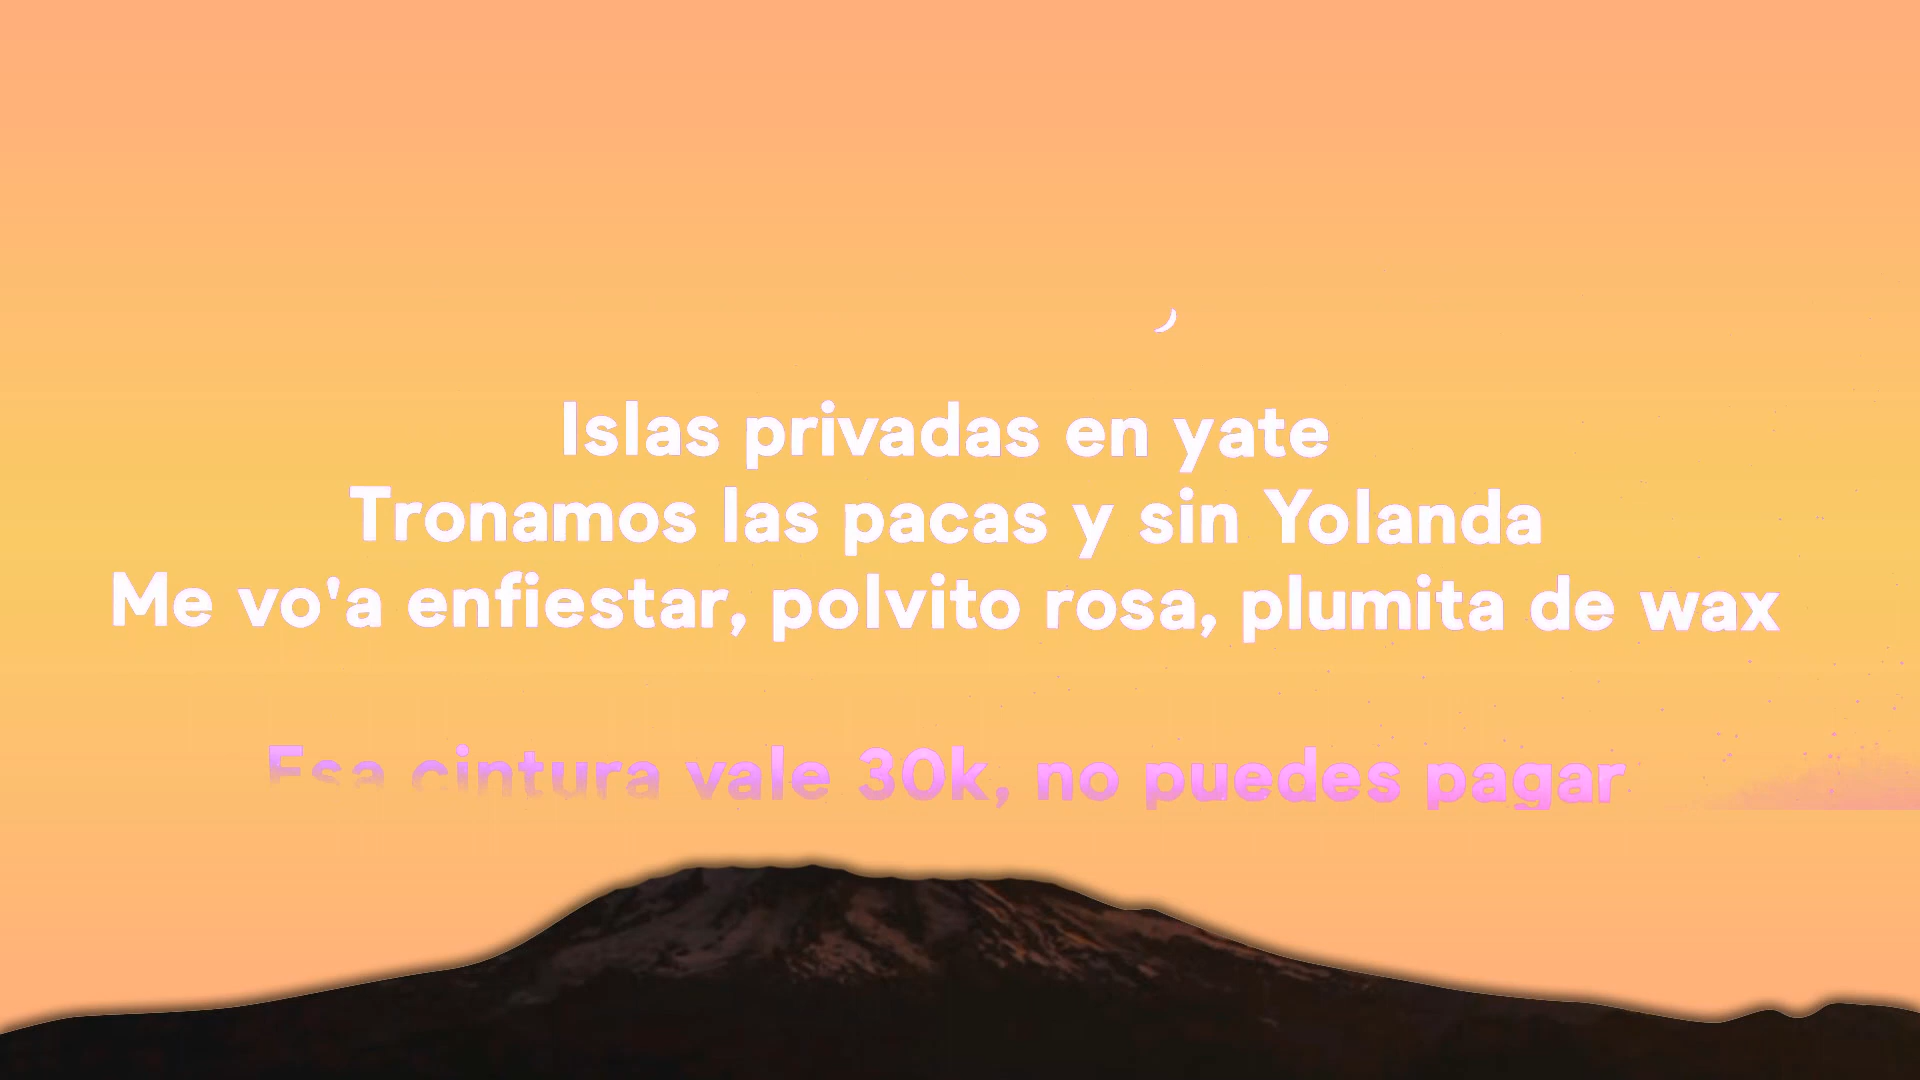 Islas privadas en yate
Tronamos las pacas y sin Yolanda
Me vo'a enfiestar, polvito rosa, plumita de wax
Esa cintura vale 30k, no puedes pagar